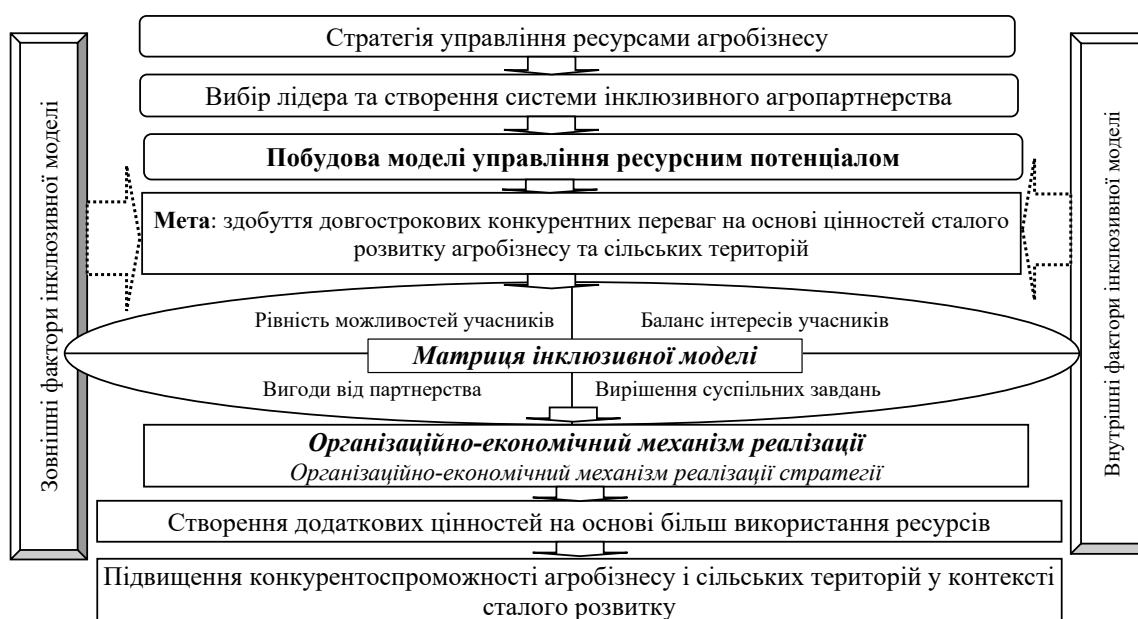 Стратегія управління ресурсами агробізнесу
Вибір лідера та створення системи інклюзивного агропартнерства
Побудова моделі управління ресурсним потенціалом
Мета: здобуття довгострокових конкурентних переваг на основі цінностей сталого
розвитку агробізнесу та сільських територій
Зовнішні фактори інклюзивної моделі
Внутрішні фактори інклюзивної моделі
Рівність можливостей учасників
Баланс інтересів учасників
Матриця інклюзивної моделі
Вигоди від партнерства
Вирішення суспільних завдань
Організаційно-економічний механізм реалізації
Організаційно-економічний механізм реалізації стратегії
Створення додаткових цінностей на основі більш використання ресурсів
Підвищення конкурентоспроможності агробізнесу і сільських територій у контексті
сталого розвитку